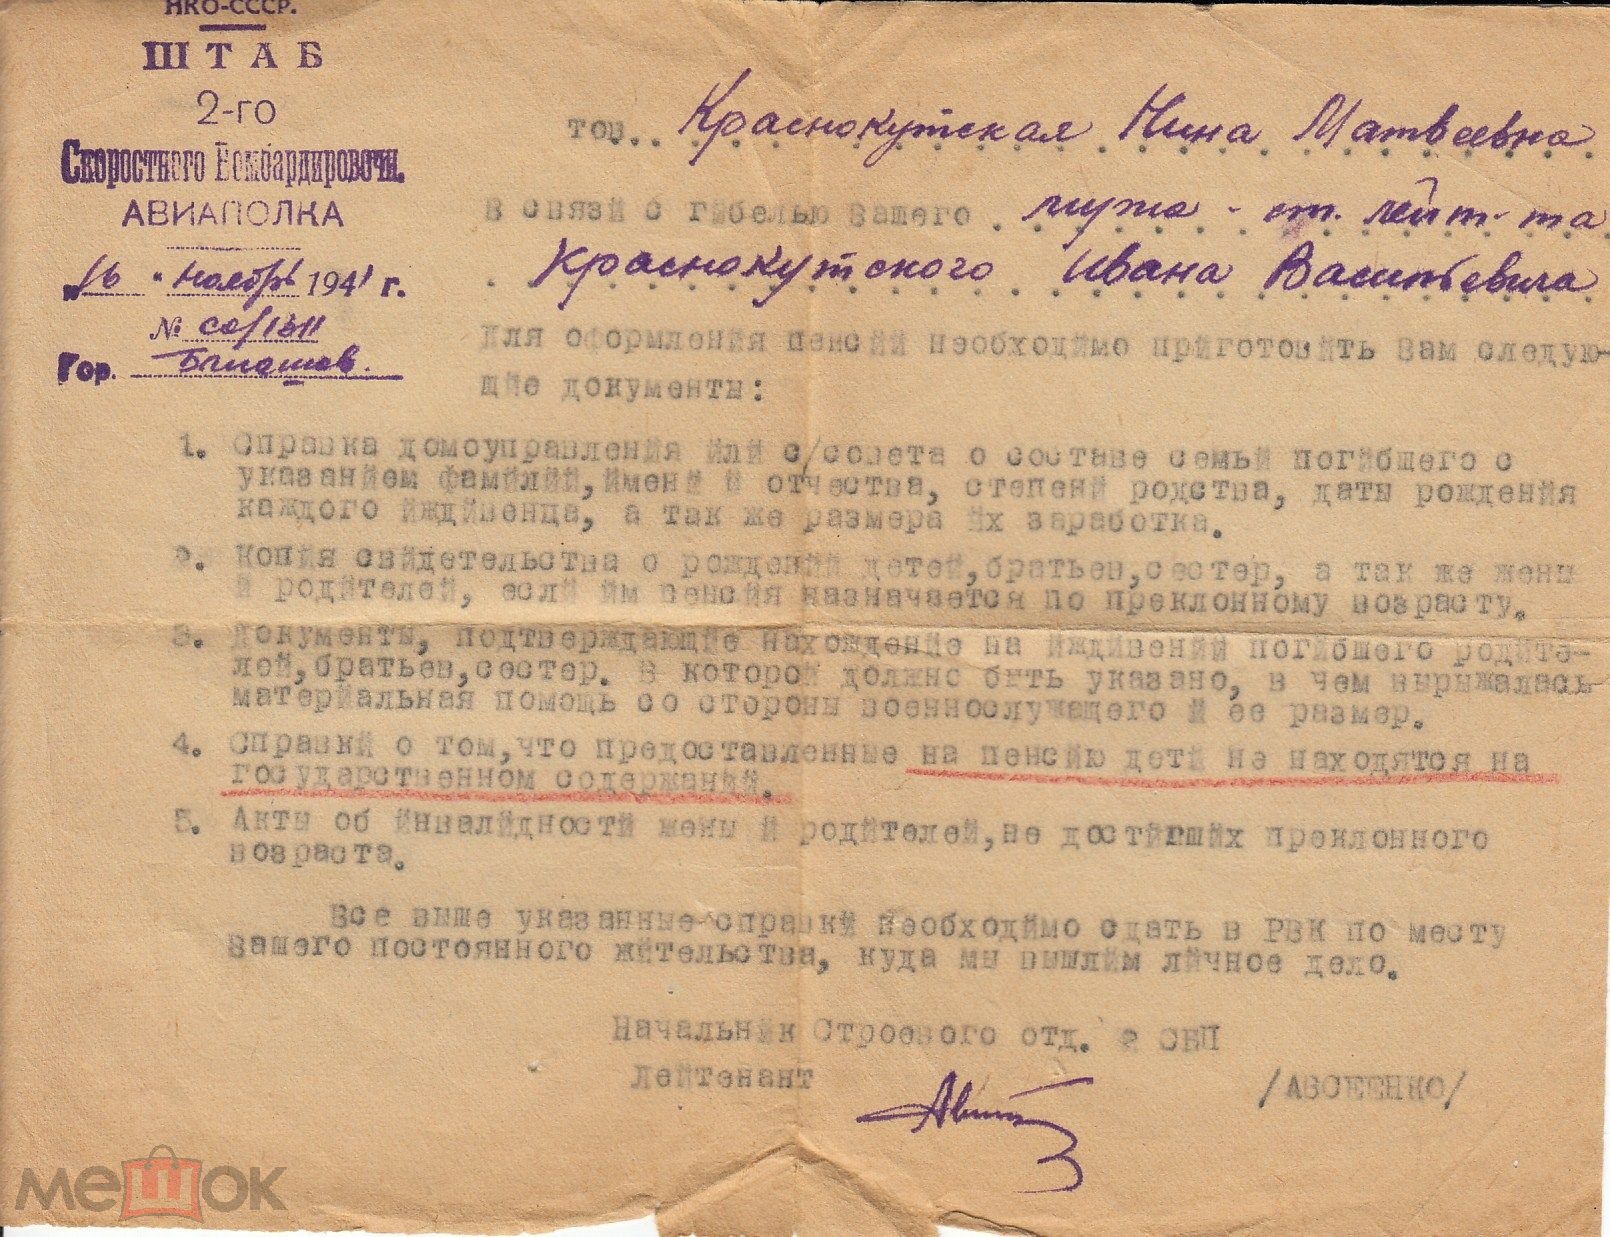 НКО-СССР.
ШТАБ
2-го
Скоростного Бомбардировочн.
АВИАПОЛКА
"16" ноября 1941 г.
№ со/1311
Гор. Балашов.
тов. Краснокутская Нина Матвеевна
В связи с гибелью вашего мужа - ст. лейт-та
Краснокутского Ивана Васильевича
Для оформления пенсии необходимо приготовить Вам следую-
щие документы:
1. Справка домоуправления или с/совета о составе семьи погибшего с
указанием фамилии, имени и отчества, степени родства, даты рождения
каждого иждивенца, а так же размера их заработка.
2. Копия свидетельства о рождении детей, братьев, сестер, а так же жены
и родителей, если им пенсия назначается по преклонному возрасту.
3. Документы, подтверждающие нахождение на иждивении погибшего родите-
лей, братьев, сестер. В которой должно быть указано, в чем вырыжалась
материальная помощь со стороны военнослужащего и ее размер.
4. Справки о том, что предоставленные на пенсию дети не находятся на
государственном содержании.
5. Акты об инвалидности жены и родителей, не достигших преклонного
возраста.
Все выше указанные справки необходимо сдать в РВК по месту
вашего постоянного жительства, куда мы вышлим личное дело.
Начальник Строевого отд. 2 СБП
Лейтенант /АВСЕЕНКО/
мешок